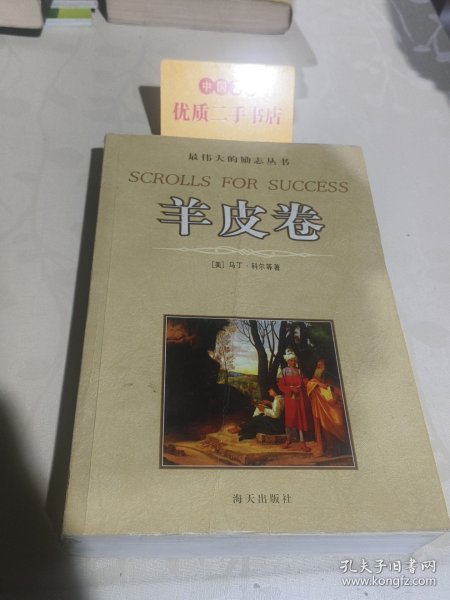 中国
优质二手书店
最伟大的励志丛书
SCROLLS FOR SUCCESS
羊皮卷
[美] 马丁·科尔等著
海天出版社
孔夫子旧书网
www.kongfz.com